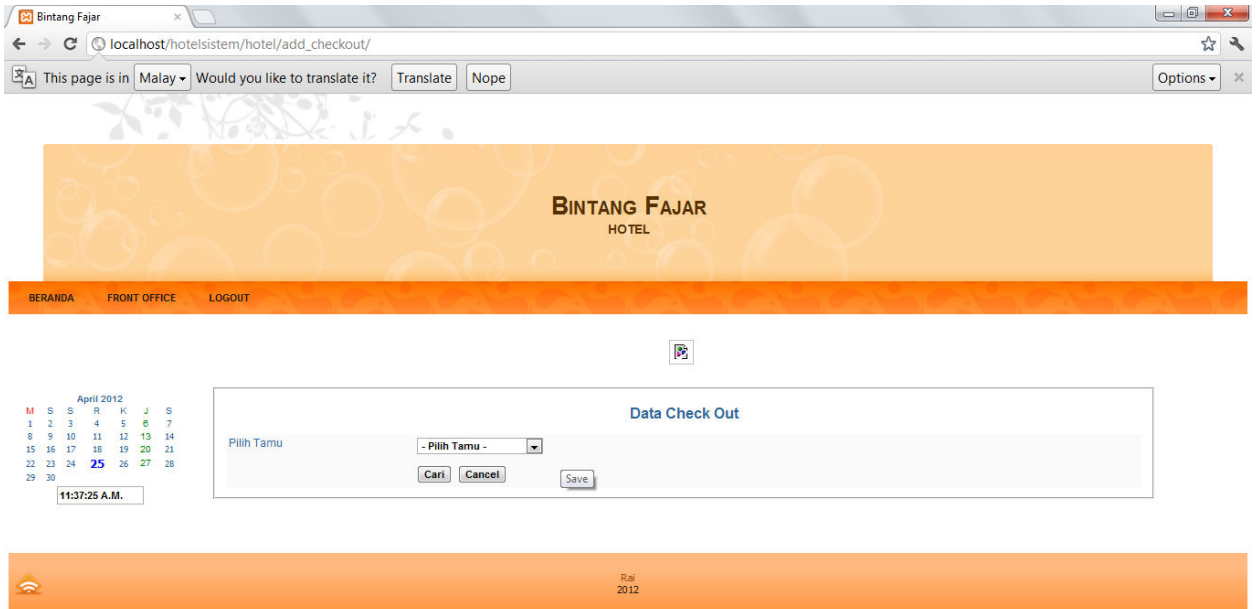 Bintang Fajar
localhost/hotelsistem/hotel/add_checkout/
This page is in Malay Would you like to translate it? Translate Nope Options
BINTANG FAJAR
HOTEL
BERANDA FRONT OFFICE LOGOUT
April 2012
M S S R K J S
1 2 3 4 5 6 7
8 9 10 11 12 13 14
15 16 17 18 19 20 21
22 23 24 25 26 27 28
29 30
11:37:25 A.M.
Data Check Out
Pilih Tamu - Pilih Tamu -
Cari Cancel Save
Rai
2012